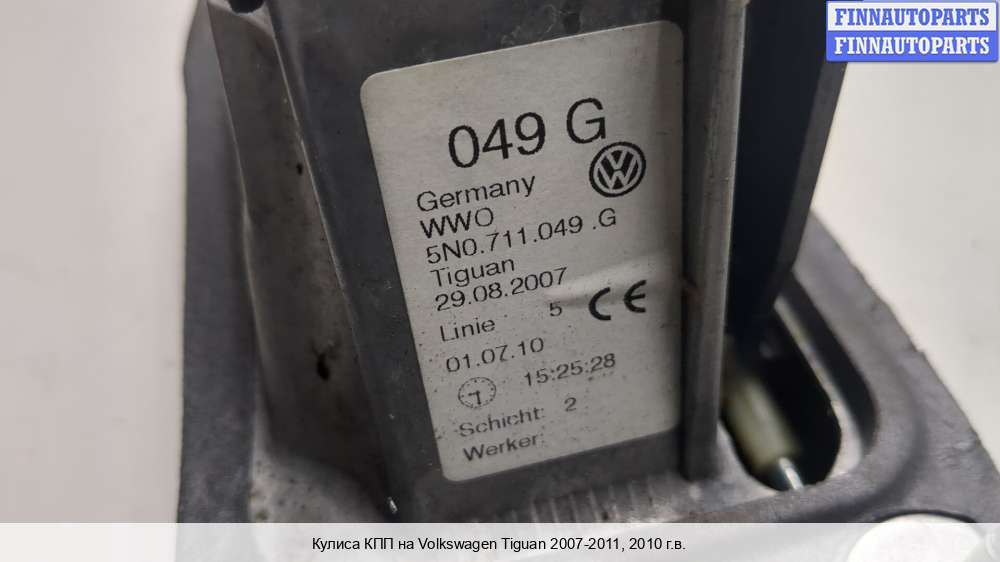 FINNAUTOPARTS
FINNAUTOPARTS
049 G
Germany
WWO
5N0.711.049 .G
Tiguan
29.08.2007
Linie 5 CE
01.07.10
15:25:28
Schicht: 2
Werker:
Кулиса КПП на Volkswagen Tiguan 2007-2011, 2010 г.в.